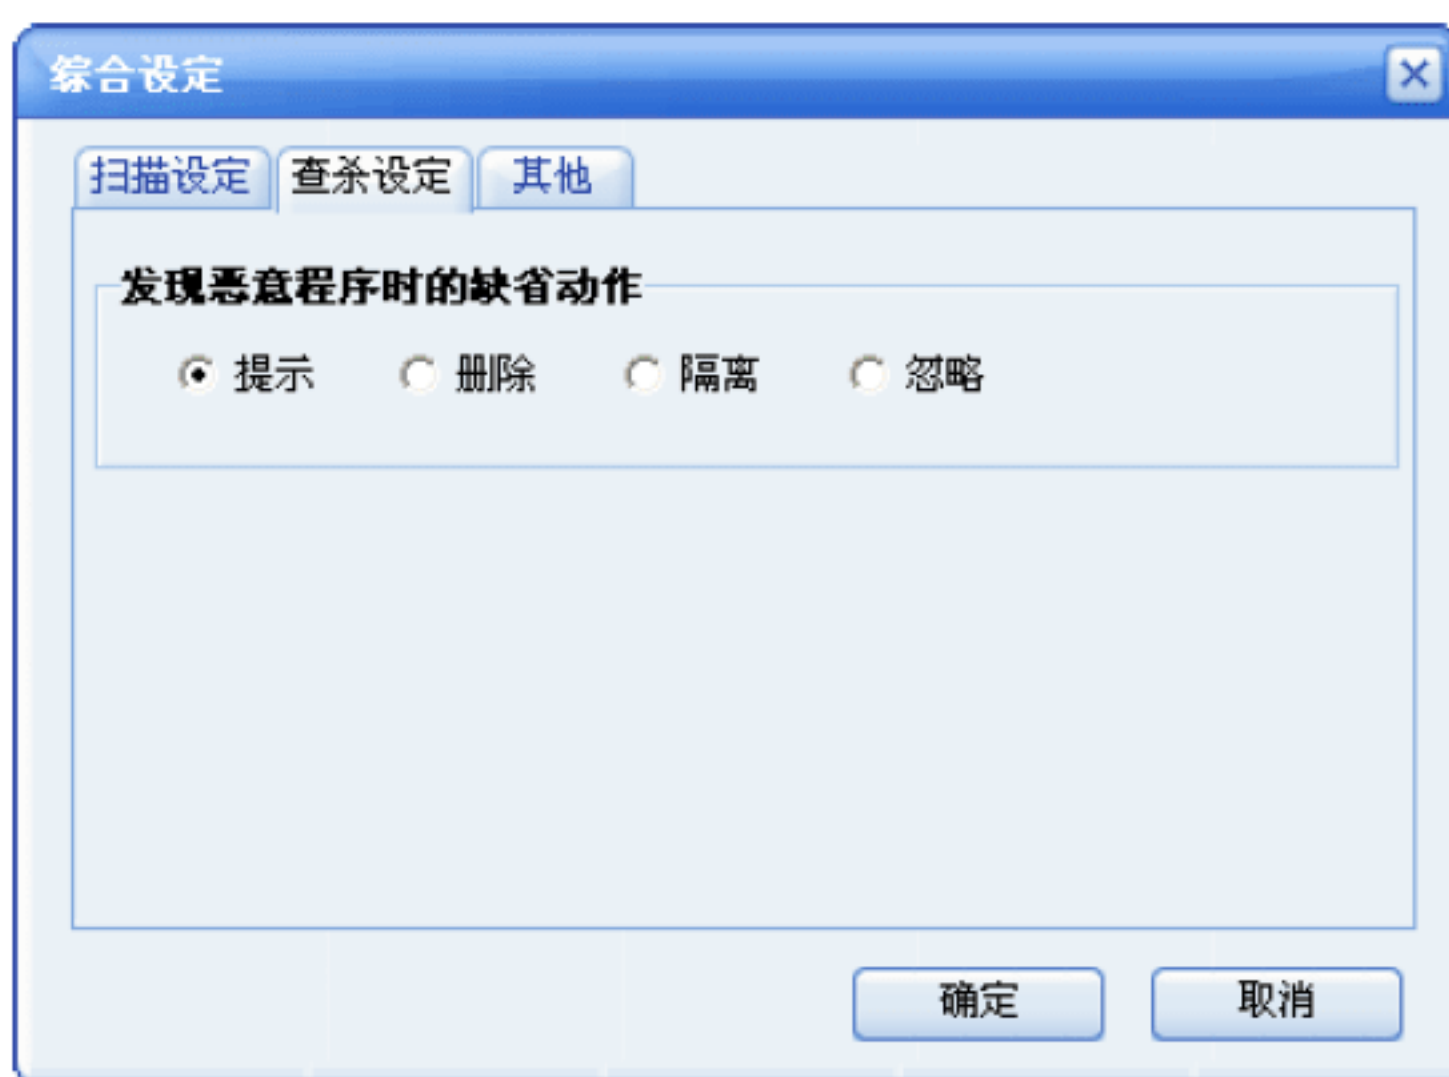 综合设定
扫描设定 查杀设定 其他
发现恶意程序时的缺省动作
提示 删除 隔离 忽略
确定 取消